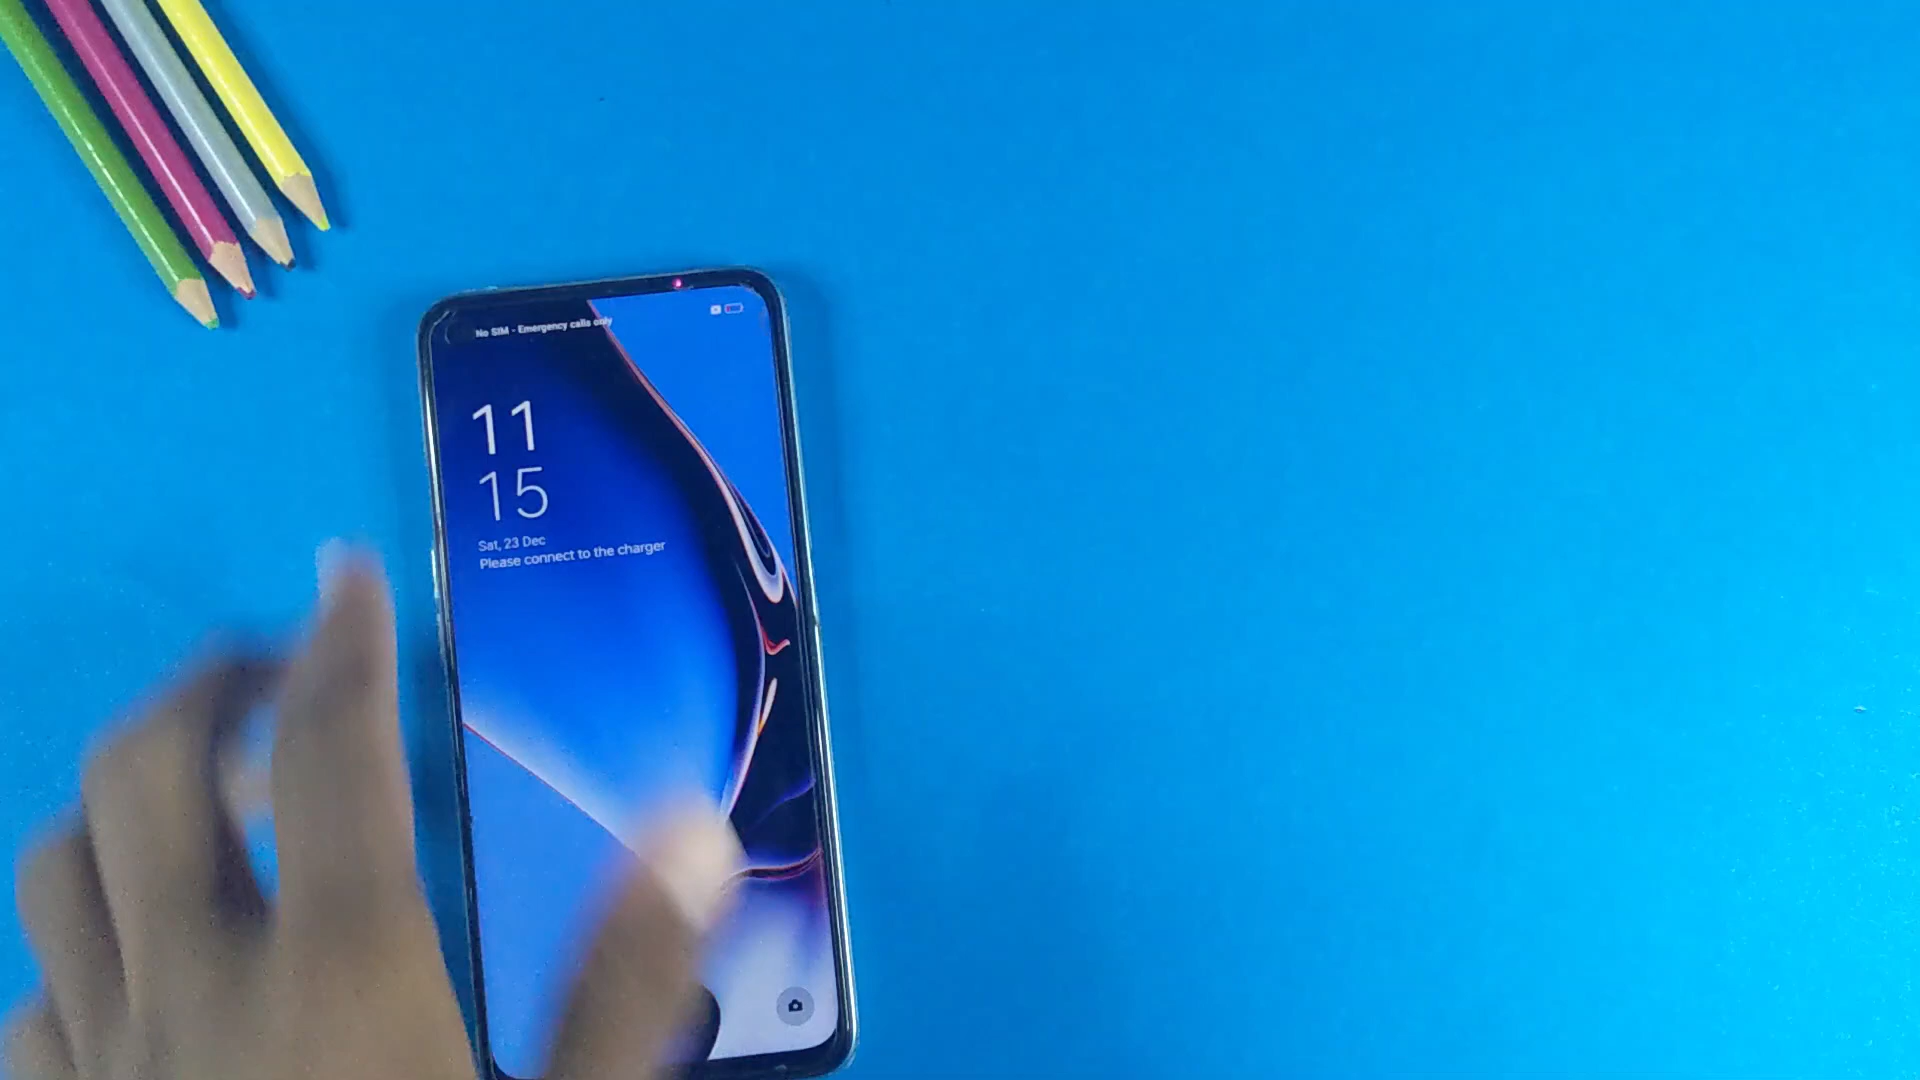 No SIM - Emergency calls only
11
15
Sat, 23 Dec
Please connect to the charger